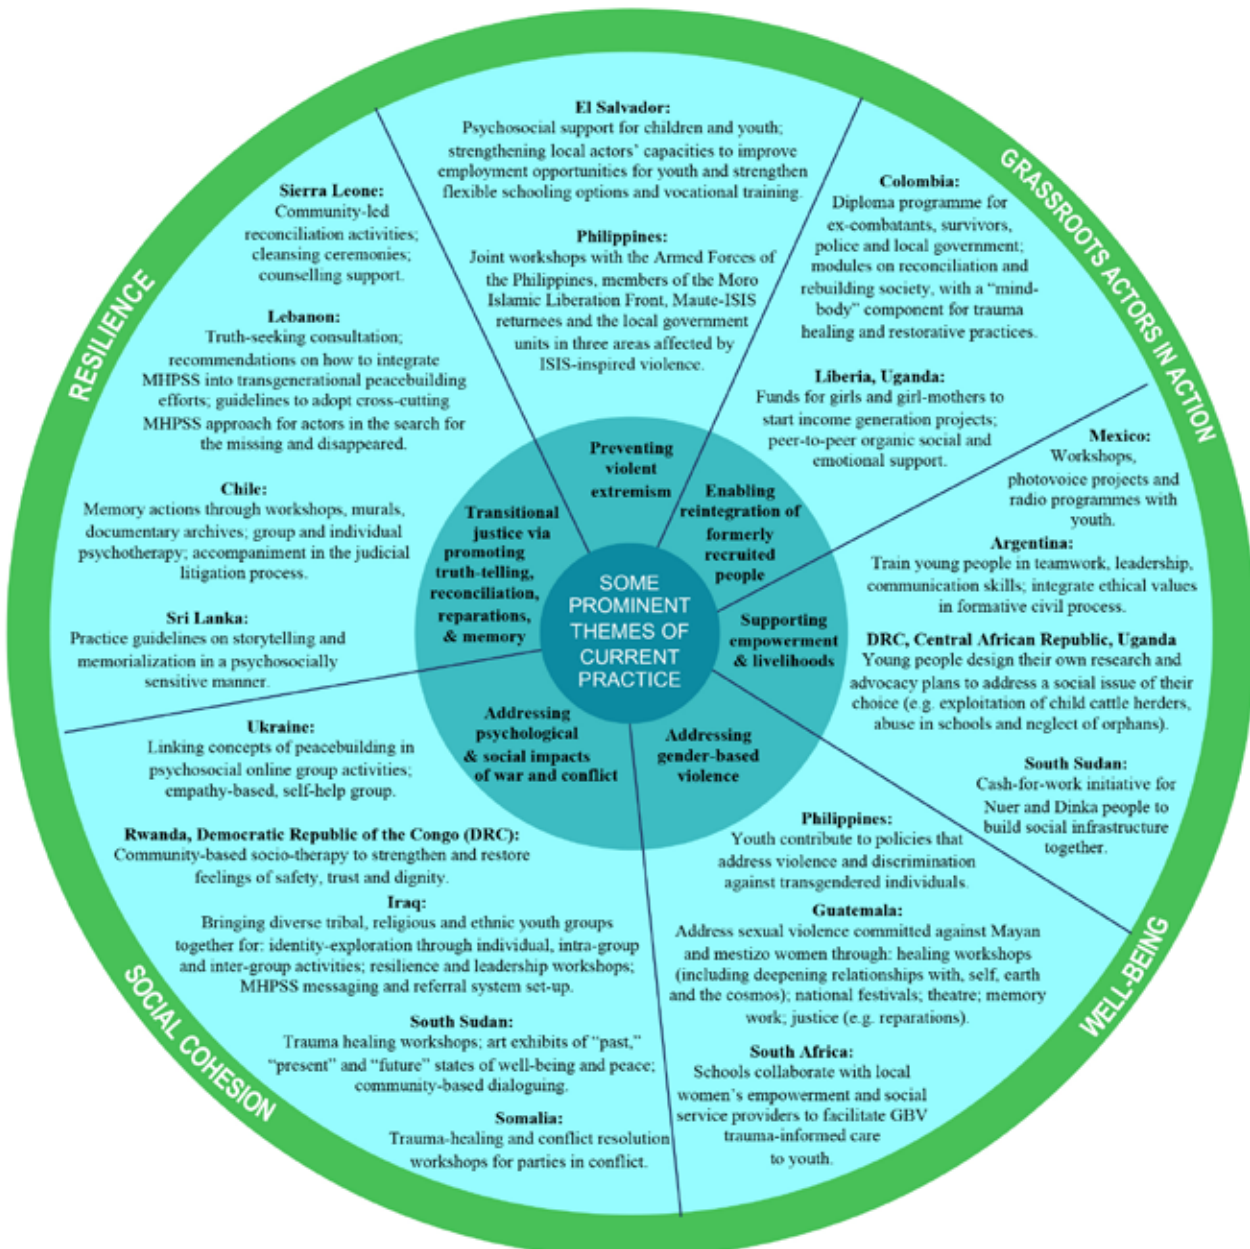 RESILIENCE
GRASSROOTS ACTORS IN ACTION
WELL-BEING
SOCIAL COHESION
SOME
PROMINENT
THEMES OF
CURRENT
PRACTICE
Preventing
violent
extremism
El Salvador:
Psychosocial support for children and youth;
strengthening local actors’ capacities to improve
employment opportunities for youth and strengthen
flexible schooling options and vocational training.
Philippines:
Joint workshops with the Armed Forces of
the Philippines, members of the Moro
Islamic Liberation Front, Maute-ISIS
returnees and the local government
units in three areas affected by
ISIS-inspired violence.
Enabling
reintegration of
formerly
recruited
people
Colombia:
Diploma programme for
ex-combatants, survivors,
police and local government;
modules on reconciliation and
rebuilding society, with a “mind-
body” component for trauma
healing and restorative practices.
Liberia, Uganda:
Funds for girls and girl-mothers to
start income generation projects;
peer-to-peer organic social and
emotional support.
Supporting
empowerment
& livelihoods
Mexico:
Workshops,
photovoice projects and
radio programmes with
youth.
Argentina:
Train young people in teamwork, leadership,
communication skills; integrate ethical values
in formative civil process.
DRC, Central African Republic, Uganda
Young people design their own research and
advocacy plans to address a social issue of their
choice (e.g. exploitation of child cattle herders,
abuse in schools and neglect of orphans).
South Sudan:
Cash-for-work initiative for
Nuer and Dinka people to
build social infrastructure
together.
Addressing
gender-based
violence
Philippines:
Youth contribute to policies that
address violence and discrimination
against transgendered individuals.
Guatemala:
Address sexual violence committed against Mayan
and mestizo women through: healing workshops
(including deepening relationships with, self, earth
and the cosmos); national festivals; theatre; memory
work; justice (e.g. reparations).
South Africa:
Schools collaborate with local
women’s empowerment and social
service providers to facilitate GBV
trauma-informed care
to youth.
Addressing
psychological
& social impacts
of war and conflict
Ukraine:
Linking concepts of peacebuilding in
psychosocial online group activities;
empathy-based, self-help group.
Rwanda, Democratic Republic of the Congo (DRC):
Community-based socio-therapy to strengthen and restore
feelings of safety, trust and dignity.
Iraq:
Bringing diverse tribal, religious and ethnic youth groups
together for: identity-exploration through individual, intra-group
and inter-group activities; resilience and leadership workshops;
MHPSS messaging and referral system set-up.
South Sudan:
Trauma healing workshops; art exhibits of “past,”
“present” and “future” states of well-being and peace;
community-based dialoguing.
Somalia:
Trauma-healing and conflict resolution
workshops for parties in conflict.
Transitional
justice via
promoting
truth-telling,
reconciliation,
reparations,
& memory
Sierra Leone:
Community-led
reconciliation activities;
cleansing ceremonies;
counselling support.
Lebanon:
Truth-seeking consultation;
recommendations on how to integrate
MHPSS into transgenerational peacebuilding
efforts; guidelines to adopt cross-cutting
MHPSS approach for actors in the search for
the missing and disappeared.
Chile:
Memory actions through workshops, murals,
documentary archives; group and individual
psychotherapy; accompaniment in the judicial
litigation process.
Sri Lanka:
Practice guidelines on storytelling and
memorialization in a psychosocially
sensitive manner.